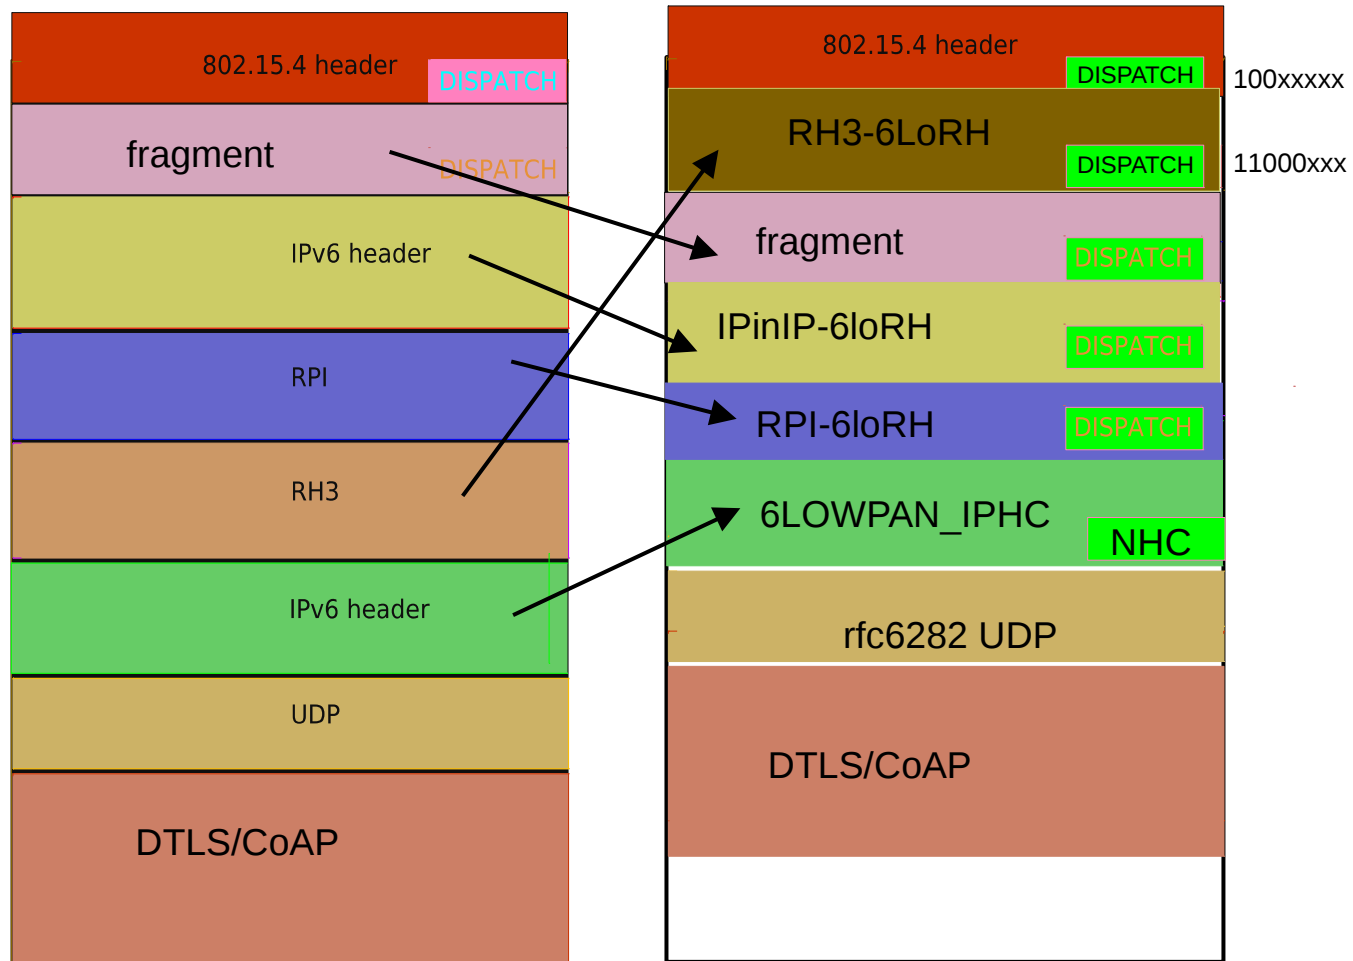 802.15.4 header
DISPATCH
fragment
DISPATCH
IPv6 header
RPI
RH3
IPv6 header
UDP
DTLS/CoAP
802.15.4 header
DISPATCH
100xxxxx
RH3-6LoRH
DISPATCH
11000xxx
fragment
DISPATCH
IPinIP-6loRH
DISPATCH
RPI-6loRH
DISPATCH
6LOWPAN_IPHC
NHC
rfc6282 UDP
DTLS/CoAP